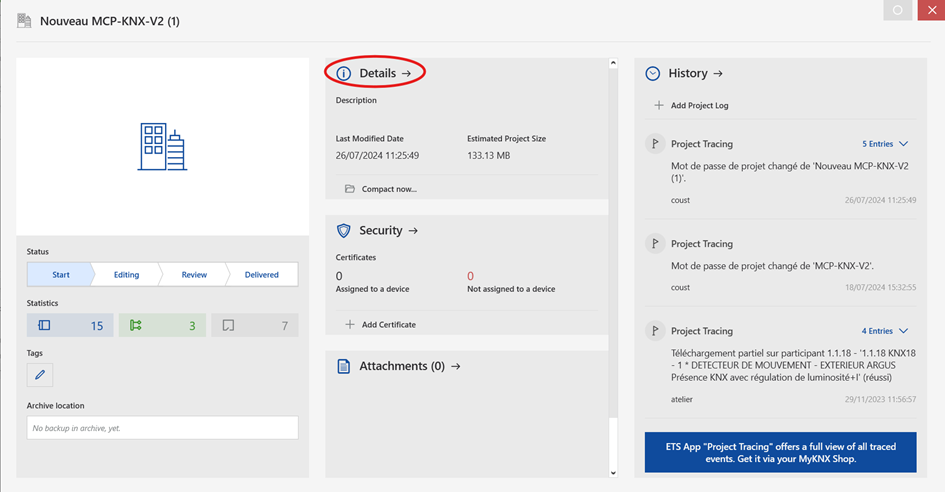 Nouveau MCP-KNX-V2 (1)
Status
Start
Editing
Review
Delivered
Statistics
15
3
7
Tags
Archive location
No backup in archive, yet.
Details →
Description
Last Modified Date
Estimated Project Size
26/07/2024 11:25:49
133.13 MB
Compact now...
Security →
Certificates
0
0
Assigned to a device
Not assigned to a device
Add Certificate
Attachments (0) →
History →
Add Project Log
Project Tracing
5 Entries
Mot de passe de projet changé de 'Nouveau MCP-KNX-V2
(1)'.
coust
26/07/2024 11:25:49
Project Tracing
Mot de passe de projet changé de 'MCP-KNX-V2'.
coust
18/07/2024 15:32:55
Project Tracing
4 Entries
Téléchargement partiel sur participant 1.1.18 - '1.1.18 KNX18
- 1 * DETECTEUR DE MOUVEMENT - EXTERIEUR ARGUS
Présence KNX avec régulation de luminosité+I' (réussi)
atelier
29/11/2023 11:56:57
ETS App "Project Tracing" offers a full view of all traced
events. Get it via your MyKNX Shop.